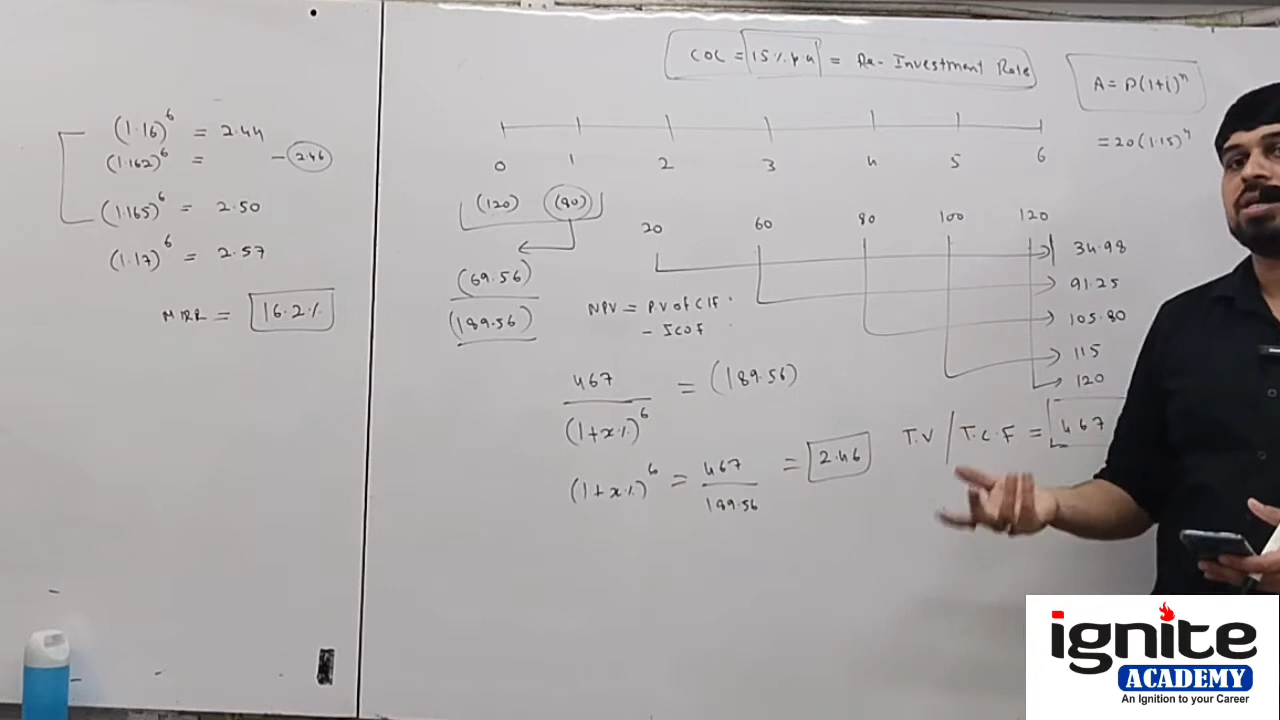 (1.16)^6 = 2.44
(1.162)^6 = - 2.46
(1.165)^6 = 2.50
(1.17)^6 = 2.57
MIRR = 16.2%
COC = 15% p.a = Re-Investment Rate
A = P(1+i)^n
= 20(1.15)^4
0 1 2 3 4 5 6
(120) (80) 20 60 80 100 120
(69.56)
(189.56)
NPV = P.V of CIF
- ICOF
34.98
91.25
105.80
115
120
T.V / T.C.F = 467
467 / (1+x%)^6 = (189.56)
(1+x%)^6 = 467 / 189.56 = 2.46
ignite
ACADEMY
An Ignition to your Career